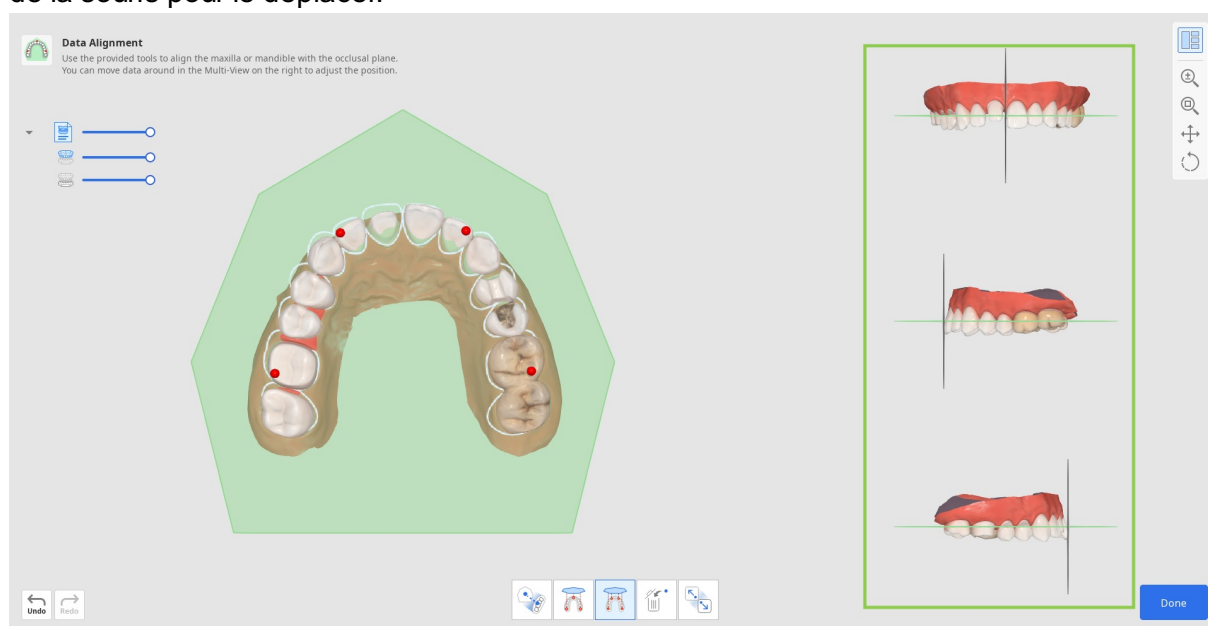 de la souris pour le déplacer.
Data Alignment
Use the provided tools to align the maxilla or mandible with the occlusal plane.
You can move data around in the Multi-View on the right to adjust the position.
Undo
Redo
Done